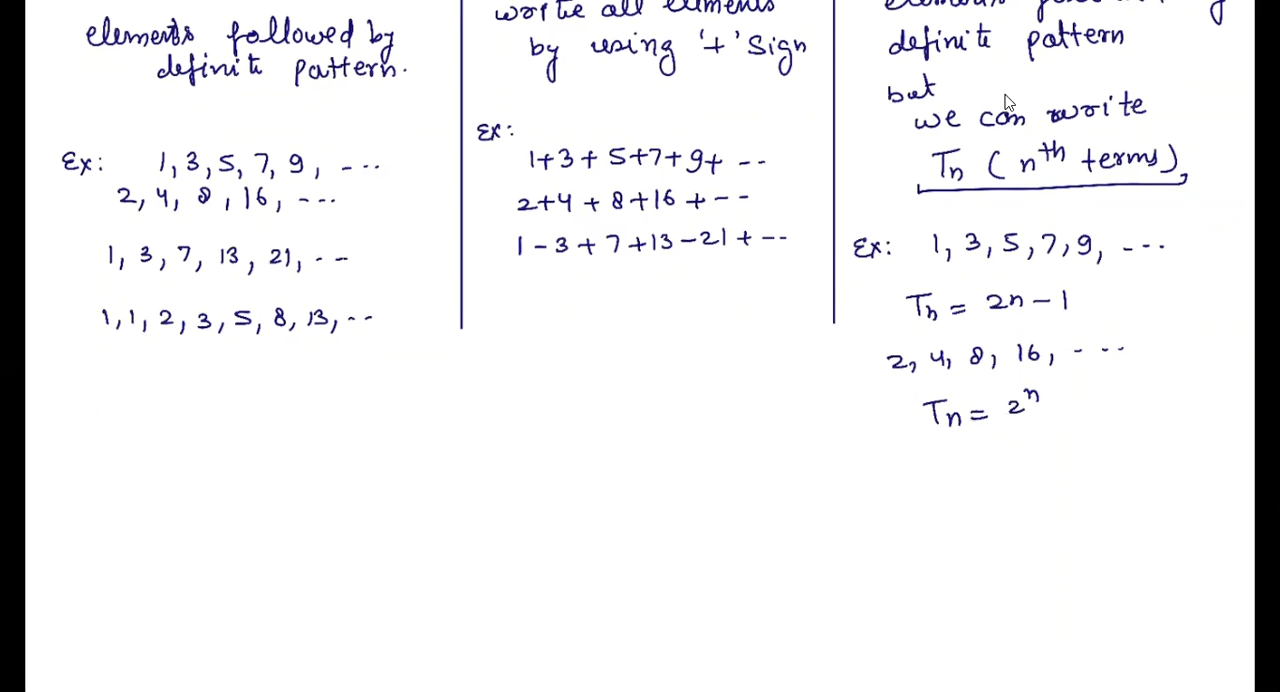 elements followed by
definite pattern.
Ex: 1, 3, 5, 7, 9, ---
2, 4, 8, 16, ---
1, 3, 7, 13, 21, ---
1, 1, 2, 3, 5, 8, 13, ---
write all elements
by using '+' sign
Ex:
1+3+5+7+9+ ---
2+4+8+16+ ---
1-3+7+13-21+ ---
definite pattern
but
we can write
Tn (nth terms),
Ex: 1, 3, 5, 7, 9, ---
Tn = 2n-1
2, 4, 8, 16, ---
Tn = 2^n